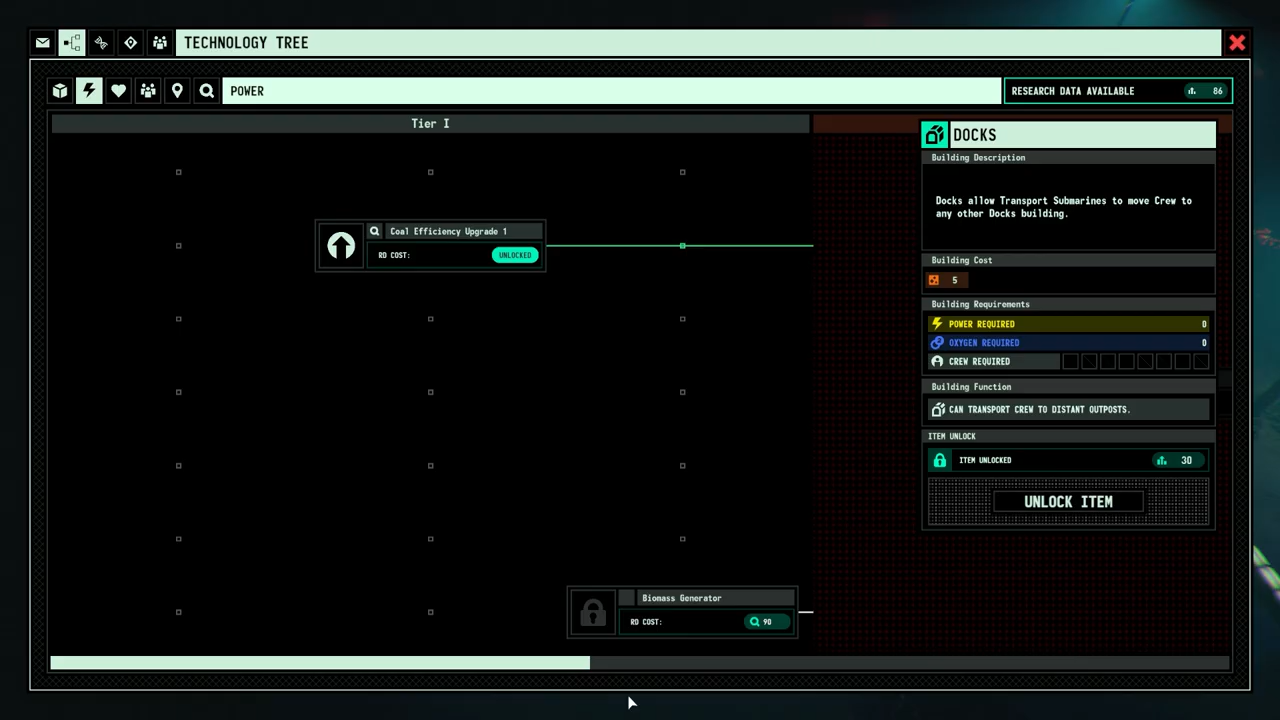 TECHNOLOGY TREE
POWER
RESEARCH DATA AVAILABLE 86
Tier I
Coal Efficiency Upgrade 1
RD COST: UNLOCKED
Biomass Generator
RD COST: 90
DOCKS
Building Description
Docks allow Transport Submarines to move Crew to
any other Docks building.
Building Cost
5
Building Requirements
POWER REQUIRED 0
OXYGEN REQUIRED 0
CREW REQUIRED
Building Function
CAN TRANSPORT CREW TO DISTANT OUTPOSTS.
ITEM UNLOCK
ITEM UNLOCKED 30
UNLOCK ITEM